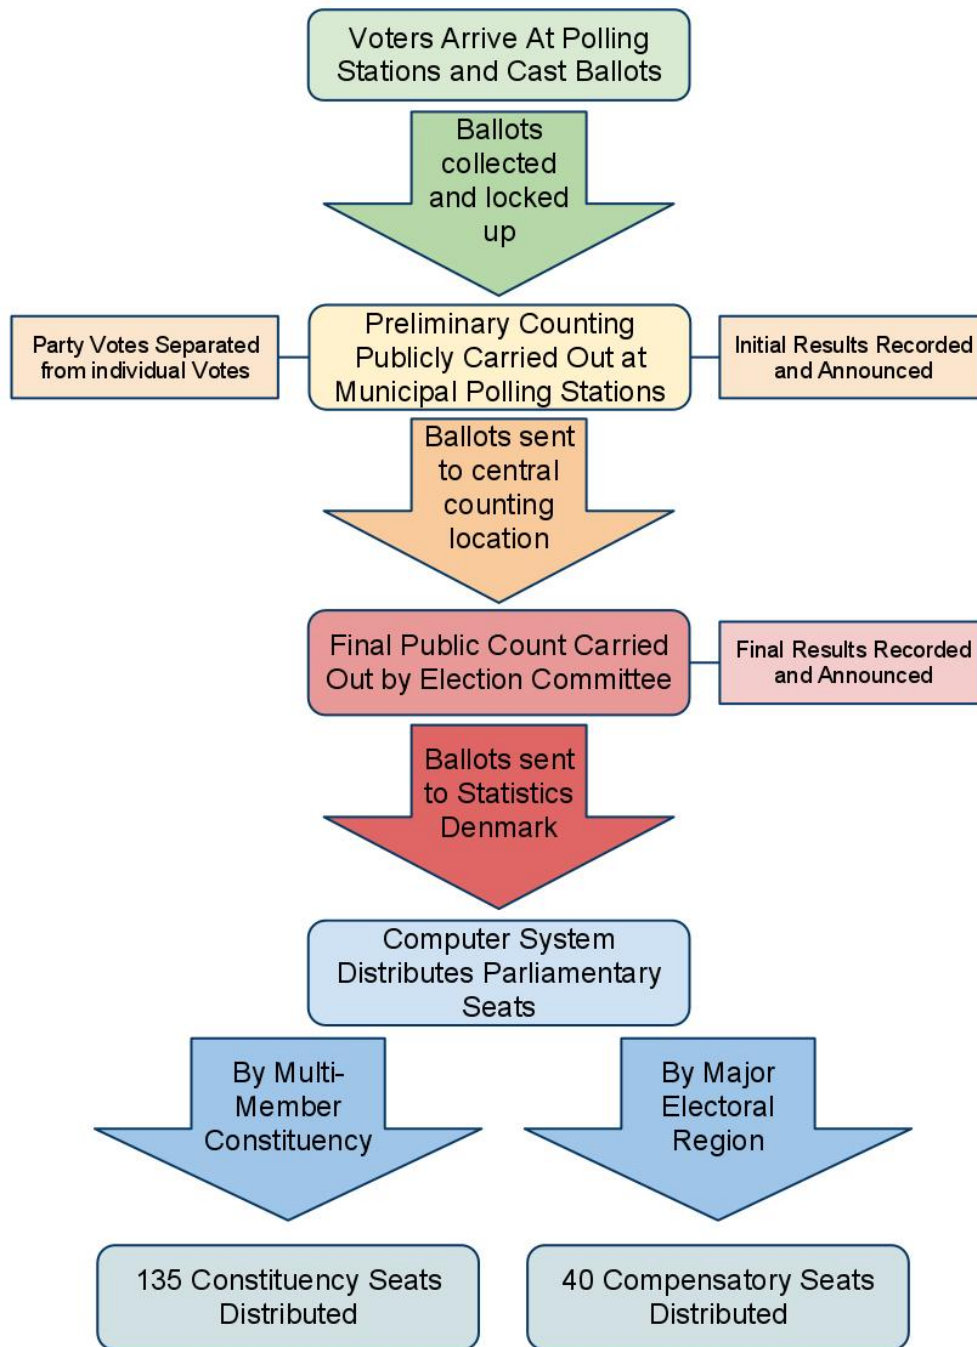 Voters Arrive At Polling
Stations and Cast Ballots
Ballots
collected
and locked
up
Party Votes Separated
from individual Votes
Preliminary Counting
Publicly Carried Out at
Municipal Polling Stations
Initial Results Recorded
and Announced
Ballots sent
to central
counting
location
Final Public Count Carried
Out by Election Committee
Final Results Recorded
and Announced
Ballots sent
to Statistics
Denmark
Computer System
Distributes Parliamentary
Seats
By Multi-
Member
Constituency
By Major
Electoral
Region
135 Constituency Seats
Distributed
40 Compensatory Seats
Distributed